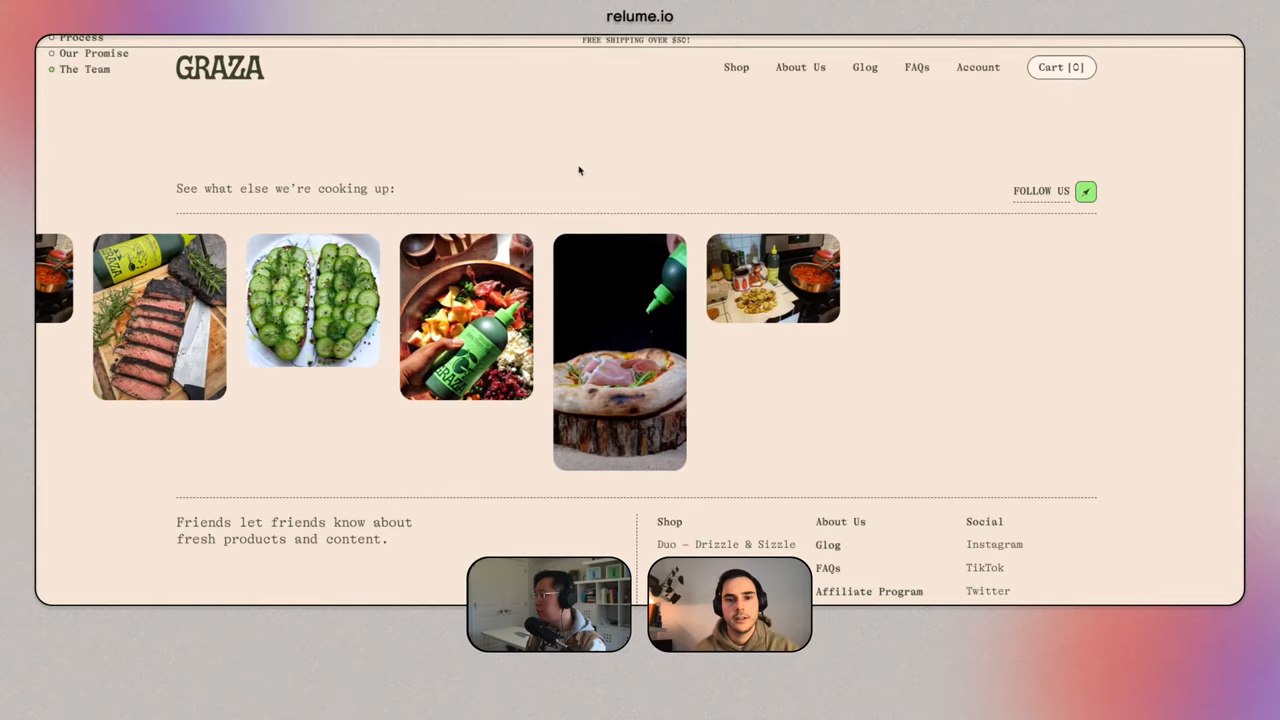 relume.io
FREE SHIPPING OVER $50!
Process
Our Promise
The Team
GRAZA
Shop
About Us
Glog
FAQs
Account
Cart [0]
See what else we're cooking up:
FOLLOW US
GRAZA
GRAZA
Friends let friends know about
fresh products and content.
Shop
Duo – Drizzle & Sizzle
About Us
Glog
FAQs
Affiliate Program
Social
Instagram
TikTok
Twitter